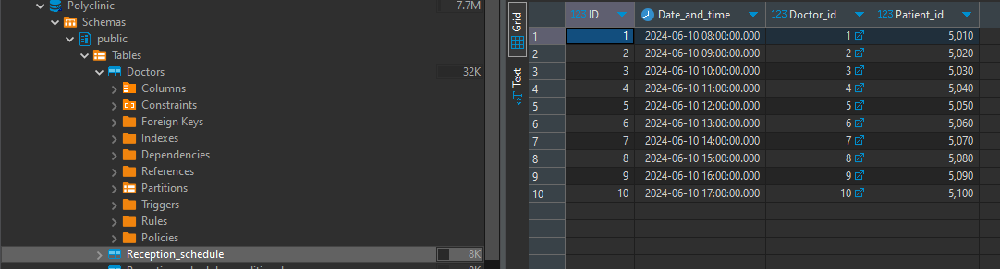 Polyclinic 7.7M
Schemas
public
Tables
Doctors 32K
Columns
Constraints
Foreign Keys
Indexes
Dependencies
References
Partitions
Triggers
Rules
Policies
Reception_schedule 8K
Grid
Text
123 ID Date_and_time 123 Doctor_id 123 Patient_id
1 1 2024-06-10 08:00:00.000 1 5,010
2 2 2024-06-10 09:00:00.000 2 5,020
3 3 2024-06-10 10:00:00.000 3 5,030
4 4 2024-06-10 11:00:00.000 4 5,040
5 5 2024-06-10 12:00:00.000 5 5,050
6 6 2024-06-10 13:00:00.000 6 5,060
7 7 2024-06-10 14:00:00.000 7 5,070
8 8 2024-06-10 15:00:00.000 8 5,080
9 9 2024-06-10 16:00:00.000 9 5,090
10 10 2024-06-10 17:00:00.000 10 5,100